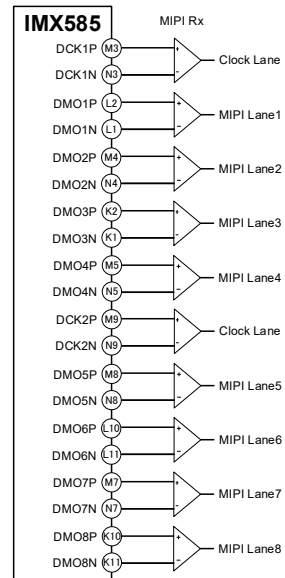 IMX585
MIPI Rx
DCK1P M3 +
Clock Lane
DCK1N N3 -
DMO1P L2 +
MIPI Lane1
DMO1N L1 -
DMO2P M4 +
MIPI Lane2
DMO2N N4 -
DMO3P K2 +
MIPI Lane3
DMO3N K1 -
DMO4P M5 +
MIPI Lane4
DMO4N N5 -
DCK2P M9 +
Clock Lane
DCK2N N9 -
DMO5P M8 +
MIPI Lane5
DMO5N N8 -
DMO6P L10 +
MIPI Lane6
DMO6N L11 -
DMO7P M7 +
MIPI Lane7
DMO7N N7 -
DMO8P K10 +
MIPI Lane8
DMO8N K11 -